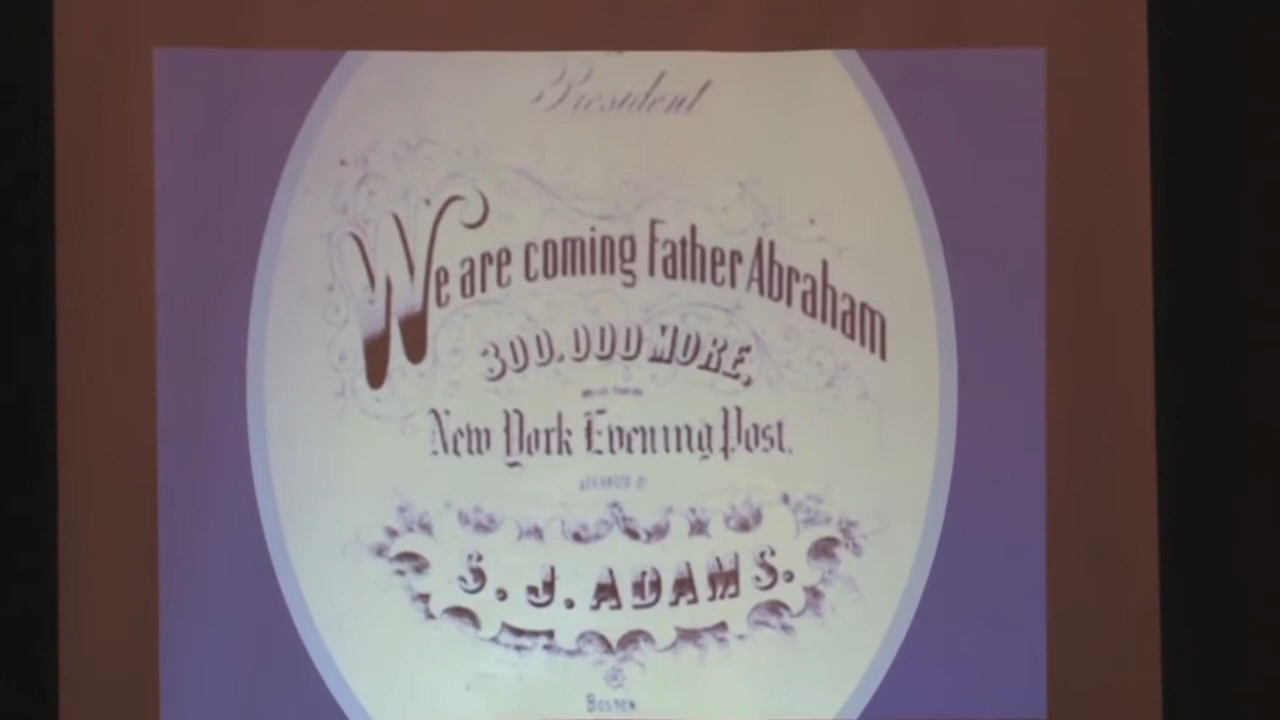 President
We are coming Father Abraham
300.000 MORE,
New York Evening Post.
S. J. ADAMS.
BOSTON